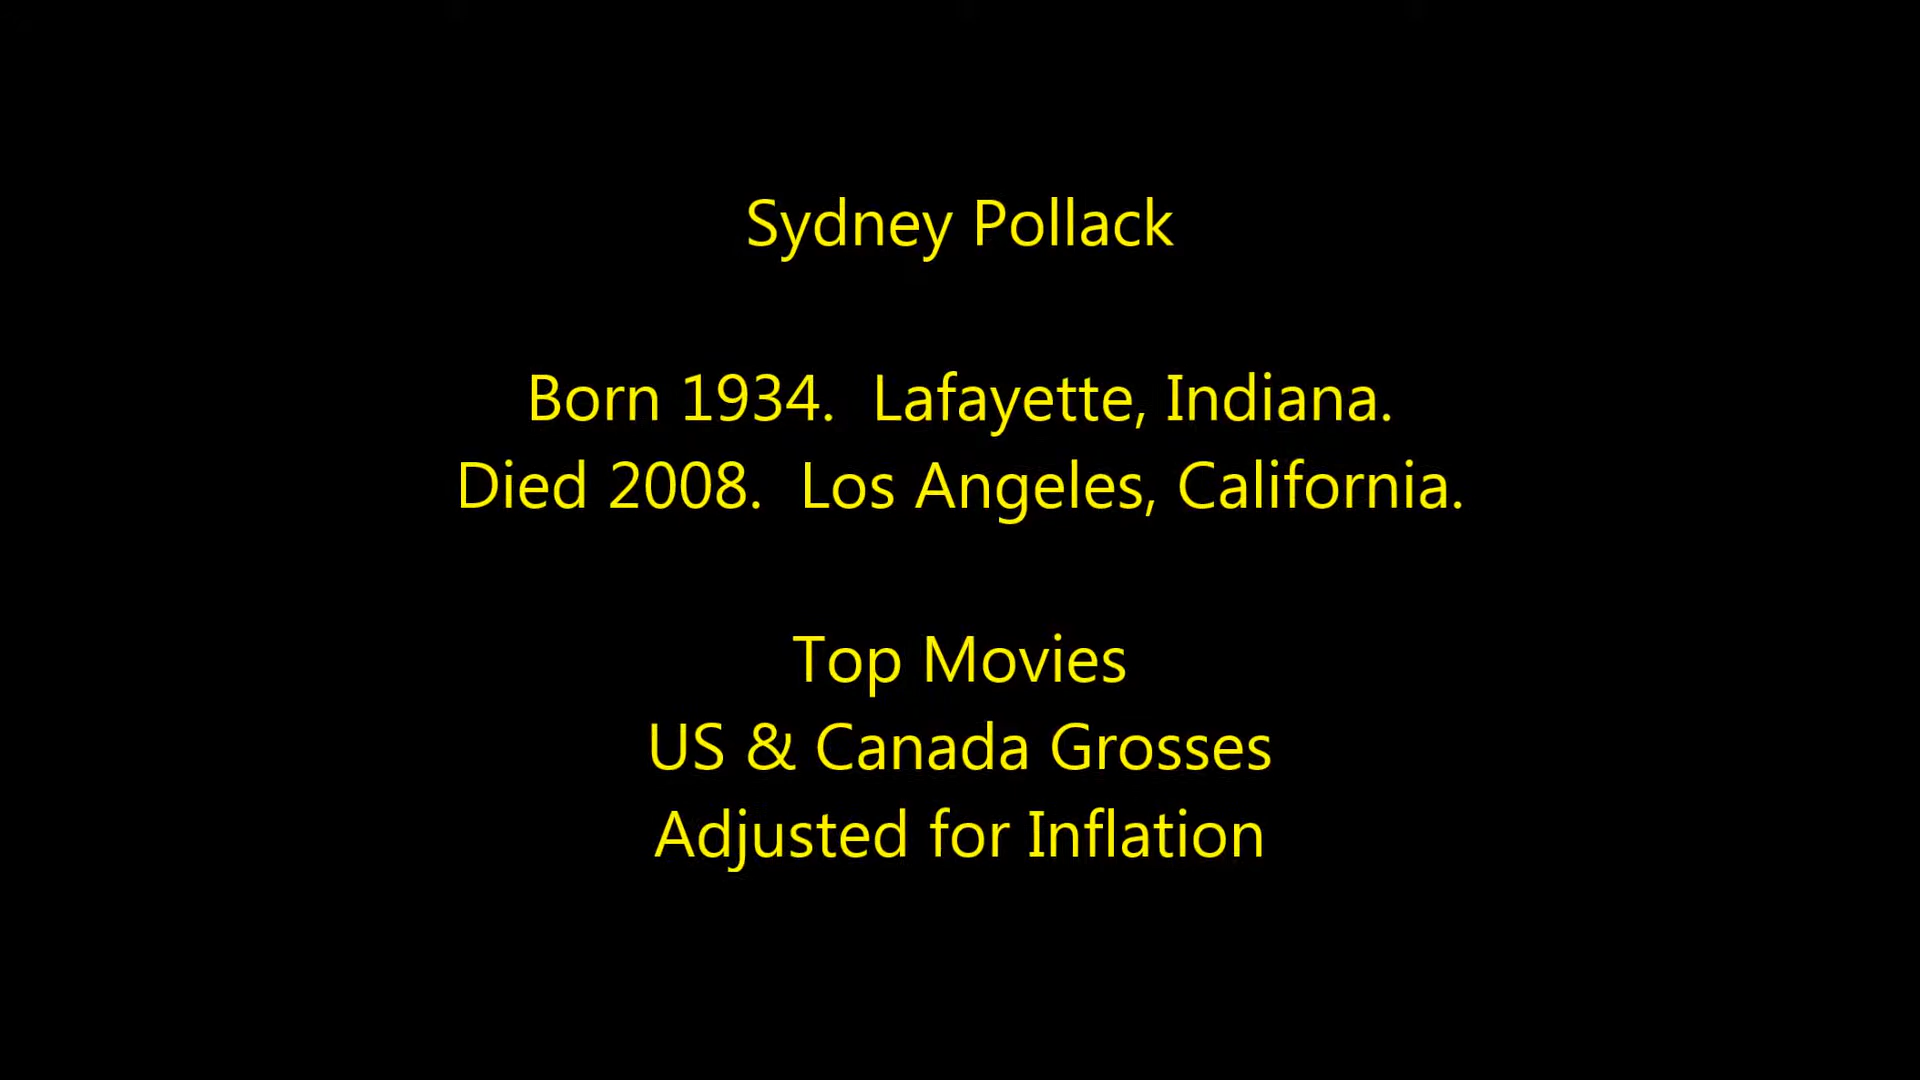 Sydney Pollack
Born 1934.  Lafayette, Indiana.
Died 2008.  Los Angeles, California.
Top Movies
US & Canada Grosses
Adjusted for Inflation